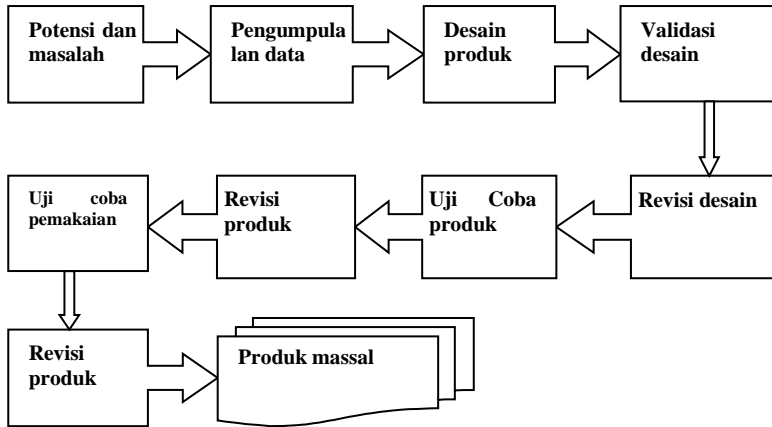 Potensi dan
masalah
Pengumpula
lan data
Desain
produk
Validasi
desain
Revisi desain
Uji Coba
produk
Revisi
produk
Uji coba
pemakaian
Revisi
produk
Produk massal